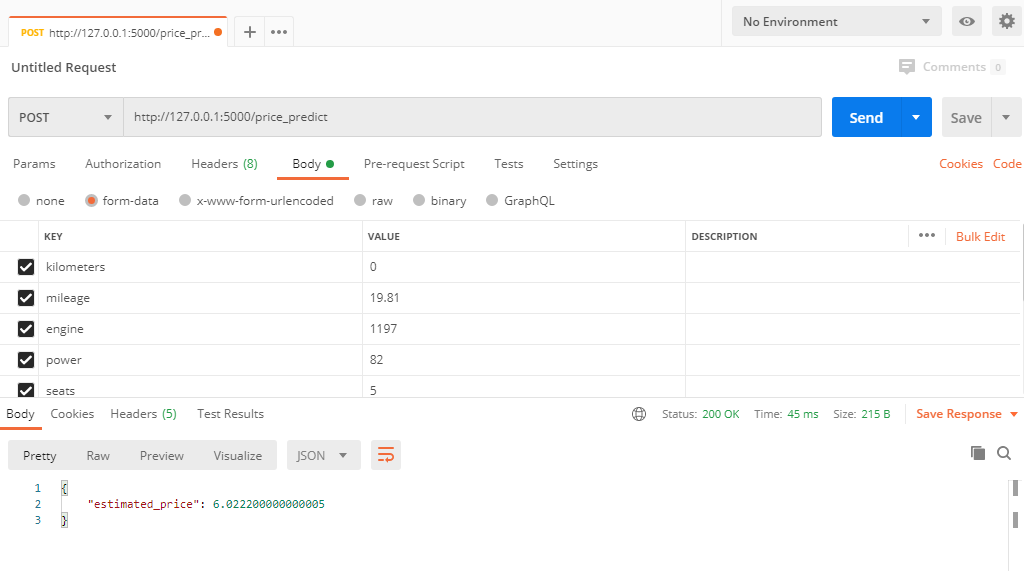 POST http://127.0.0.1:5000/price_pr...
No Environment
Untitled Request
Comments 0
POST http://127.0.0.1:5000/price_predict Send Save
Params Authorization Headers (8) Body Pre-request Script Tests Settings Cookies Code
none form-data x-www-form-urlencoded raw binary GraphQL
KEY VALUE DESCRIPTION ••• Bulk Edit
kilometers 0
mileage 19.81
engine 1197
power 82
seats 5
Body Cookies Headers (5) Test Results Status: 200 OK Time: 45 ms Size: 215 B Save Response
Pretty Raw Preview Visualize JSON
1 {
2 "estimated_price": 6.022200000000005
3 }